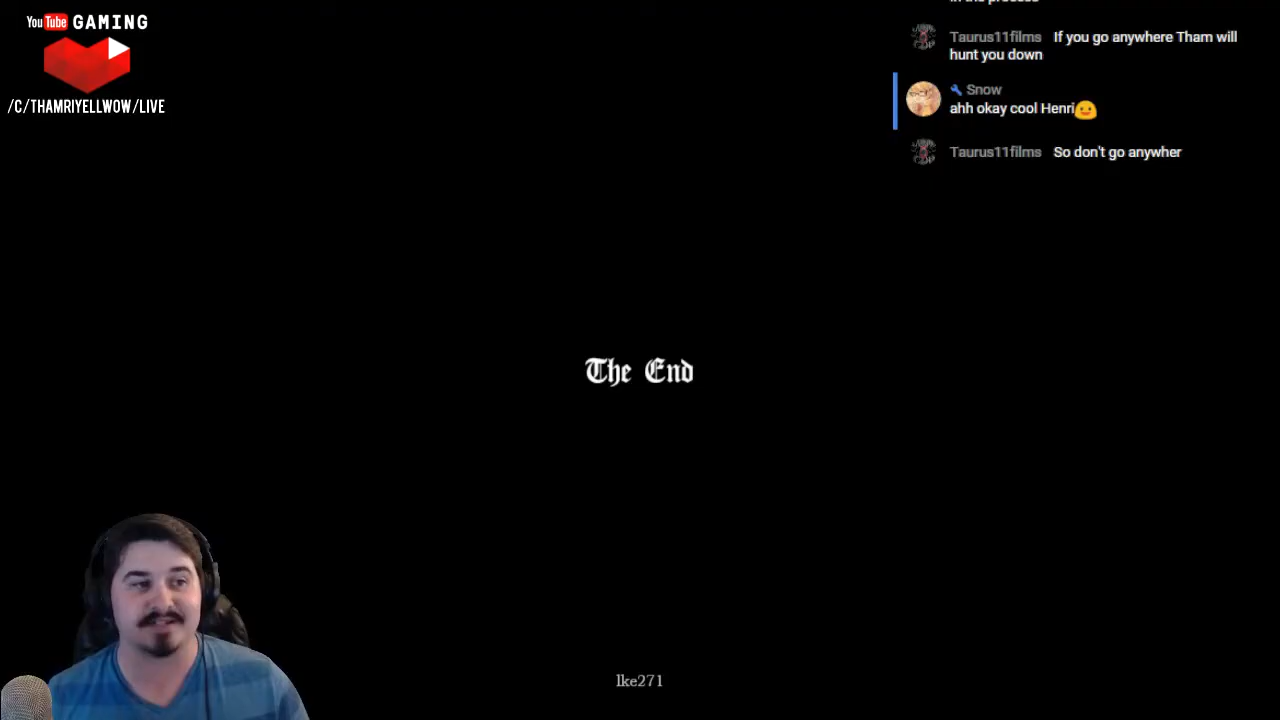 YouTube GAMING
/C/THAMRIYELLWOW/LIVE
Taurus11films If you go anywhere Tham will
hunt you down
Snow
ahh okay cool Henri
Taurus11films So don't go anywher
The End
lke271